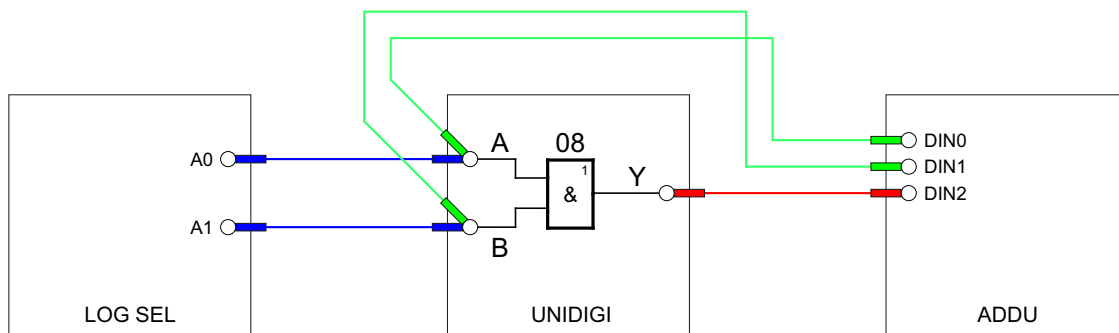 A0
A1
LOG SEL
A
B
08
1
&
Y
UNIDIGI
DIN0
DIN1
DIN2
ADDU